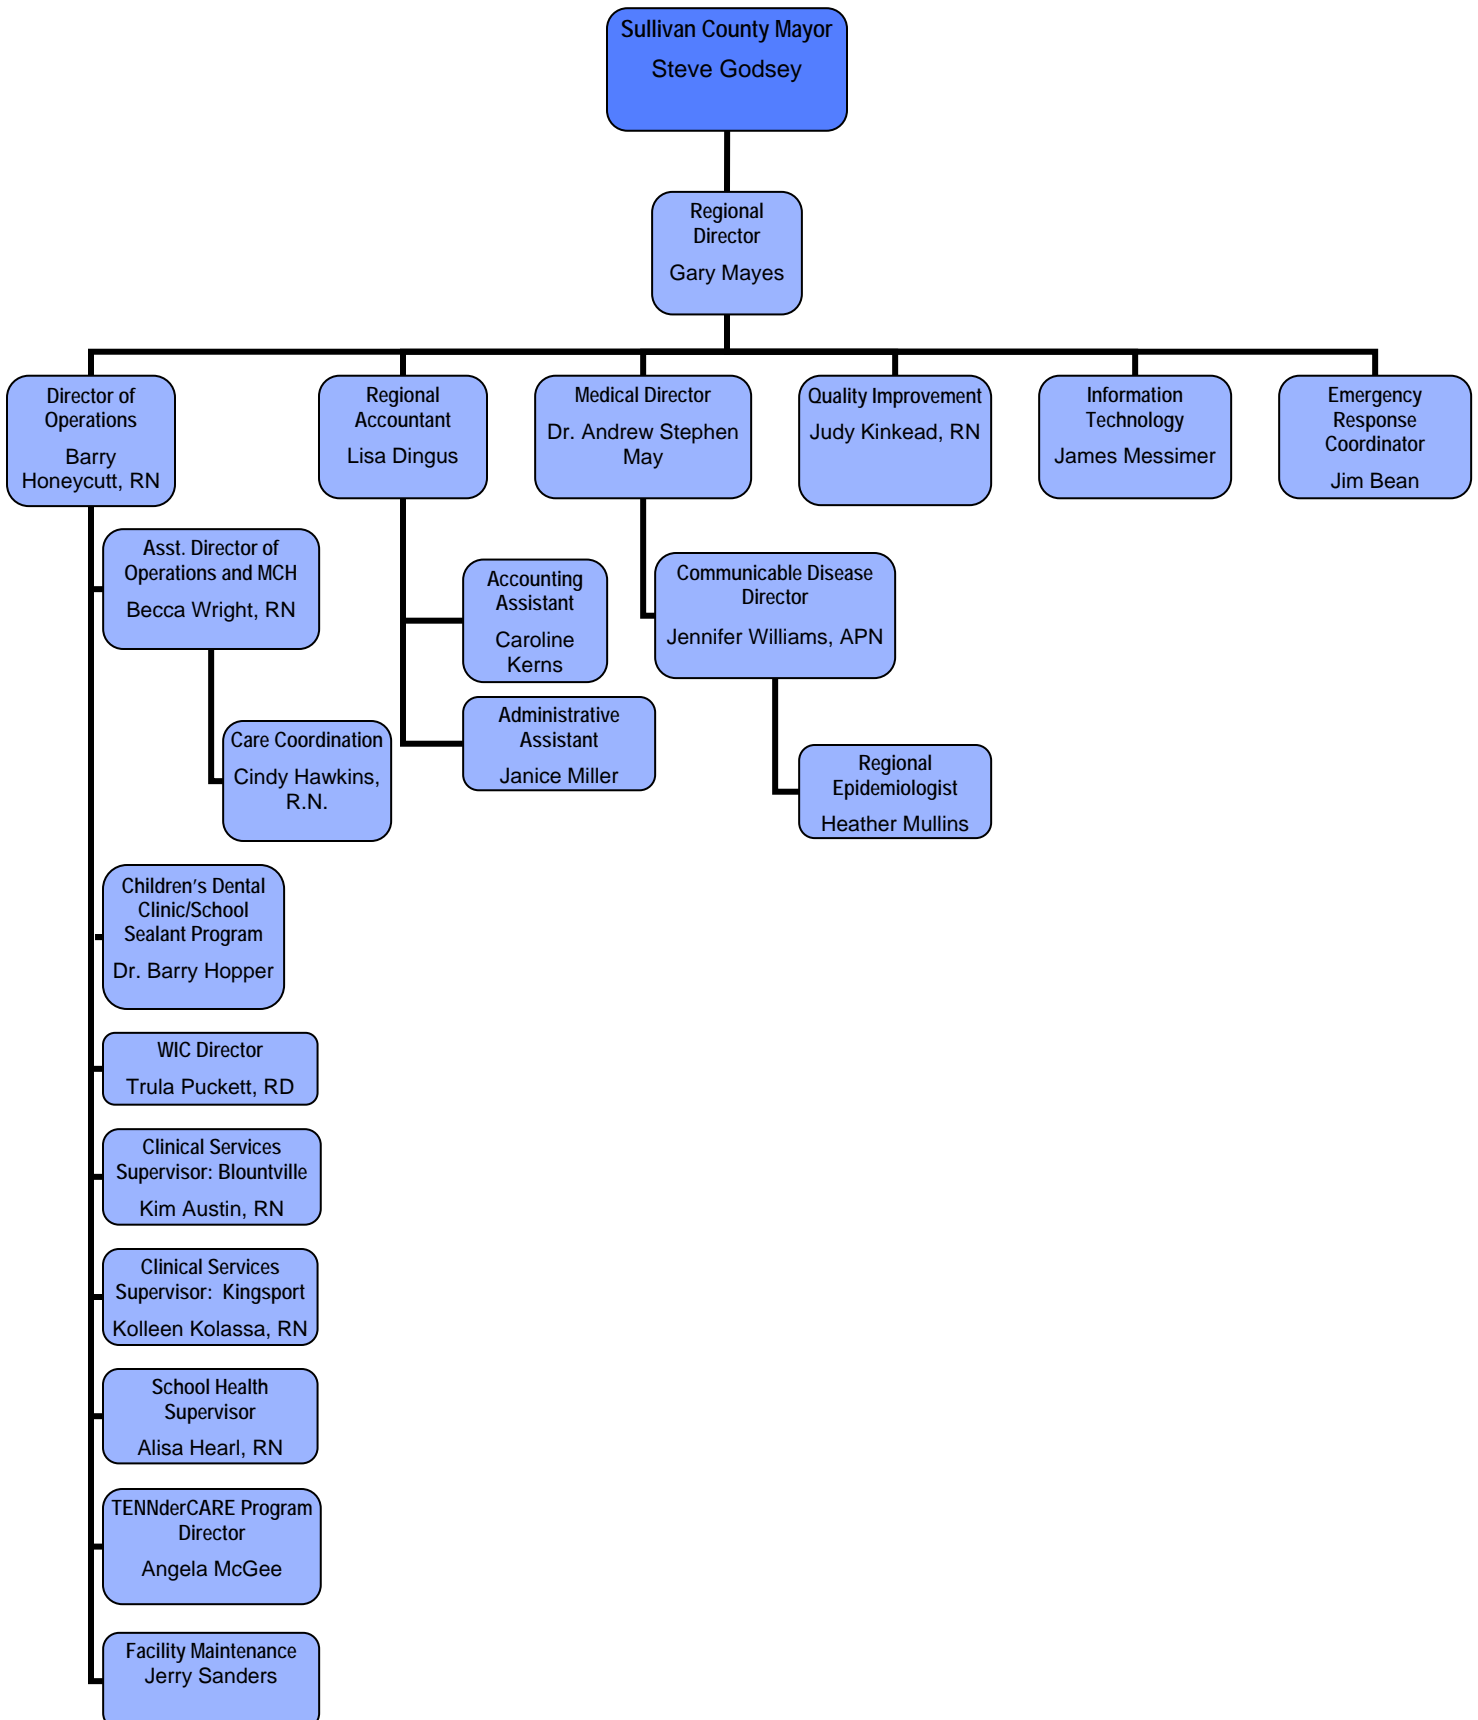 Sullivan County Mayor
Steve Godsey
Regional
Director
Gary Mayes
Director of
Operations
Barry
Honeycutt, RN
Regional
Accountant
Lisa Dingus
Medical Director
Dr. Andrew Stephen
May
Quality Improvement
Judy Kinkead, RN
Information
Technology
James Messimer
Emergency
Response
Coordinator
Jim Bean
Asst. Director of
Operations and MCH
Becca Wright, RN
Care Coordination
Cindy Hawkins,
R.N.
Accounting
Assistant
Caroline
Kerns
Administrative
Assistant
Janice Miller
Communicable Disease
Director
Jennifer Williams, APN
Regional
Epidemiologist
Heather Mullins
Children's Dental
Clinic/School
Sealant Program
Dr. Barry Hopper
WIC Director
Trula Puckett, RD
Clinical Services
Supervisor: Blountville
Kim Austin, RN
Clinical Services
Supervisor:  Kingsport
Kolleen Kolassa, RN
School Health
Supervisor
Alisa Hearl, RN
TENNderCARE Program
Director
Angela McGee
Facility Maintenance
Jerry Sanders